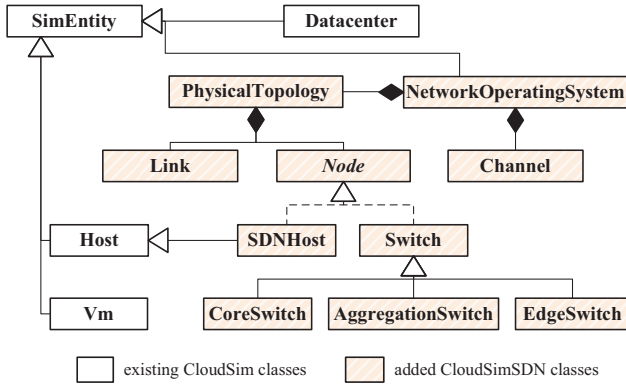 SimEntity
Datacenter
PhysicalTopology
NetworkOperatingSystem
Link
Node
Channel
Host
SDNHost
Switch
Vm
CoreSwitch
AggregationSwitch
EdgeSwitch
existing CloudSim classes
added CloudSimSDN classes